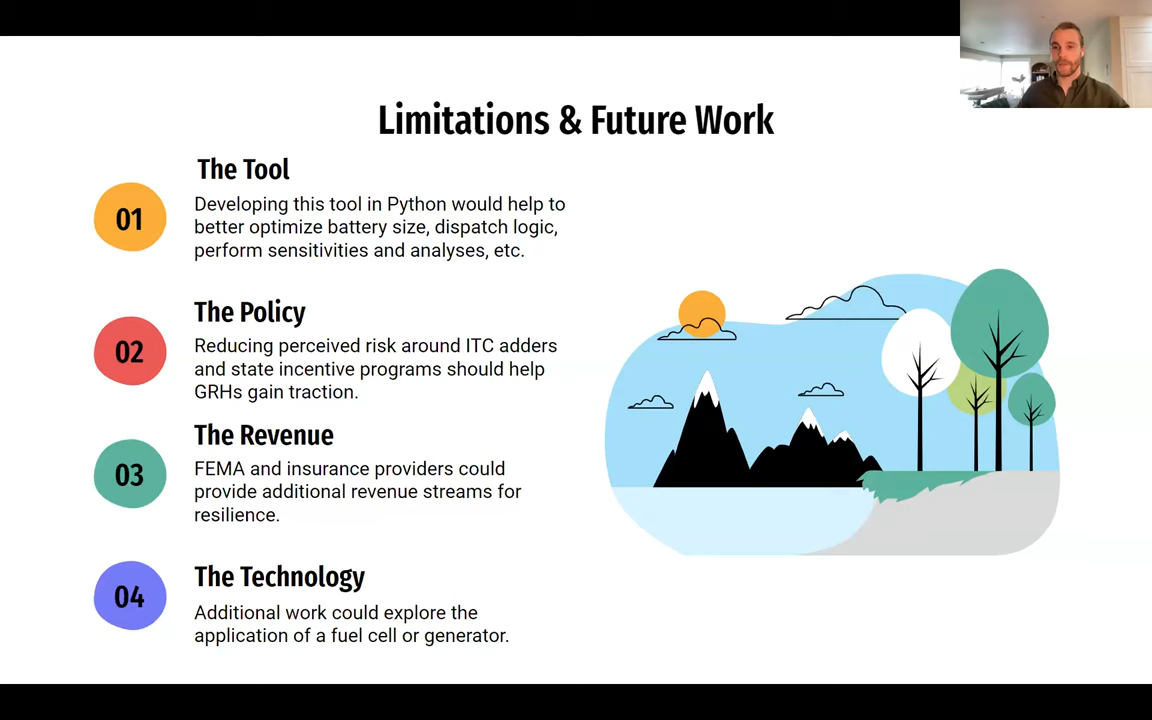 Limitations & Future Work
The Tool
01
Developing this tool in Python would help to
better optimize battery size, dispatch logic,
perform sensitivities and analyses, etc.
The Policy
02
Reducing perceived risk around ITC adders
and state incentive programs should help
GRHs gain traction.
The Revenue
03
FEMA and insurance providers could
provide additional revenue streams for
resilience.
The Technology
04
Additional work could explore the
application of a fuel cell or generator.